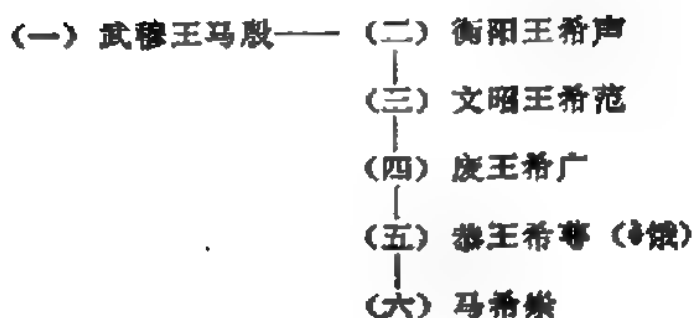 (一) 武穆王马殷 (二) 衡阳王希声
(三) 文昭王希范
(四) 废王希广
(五) 恭王希萼
(六) 马希崇